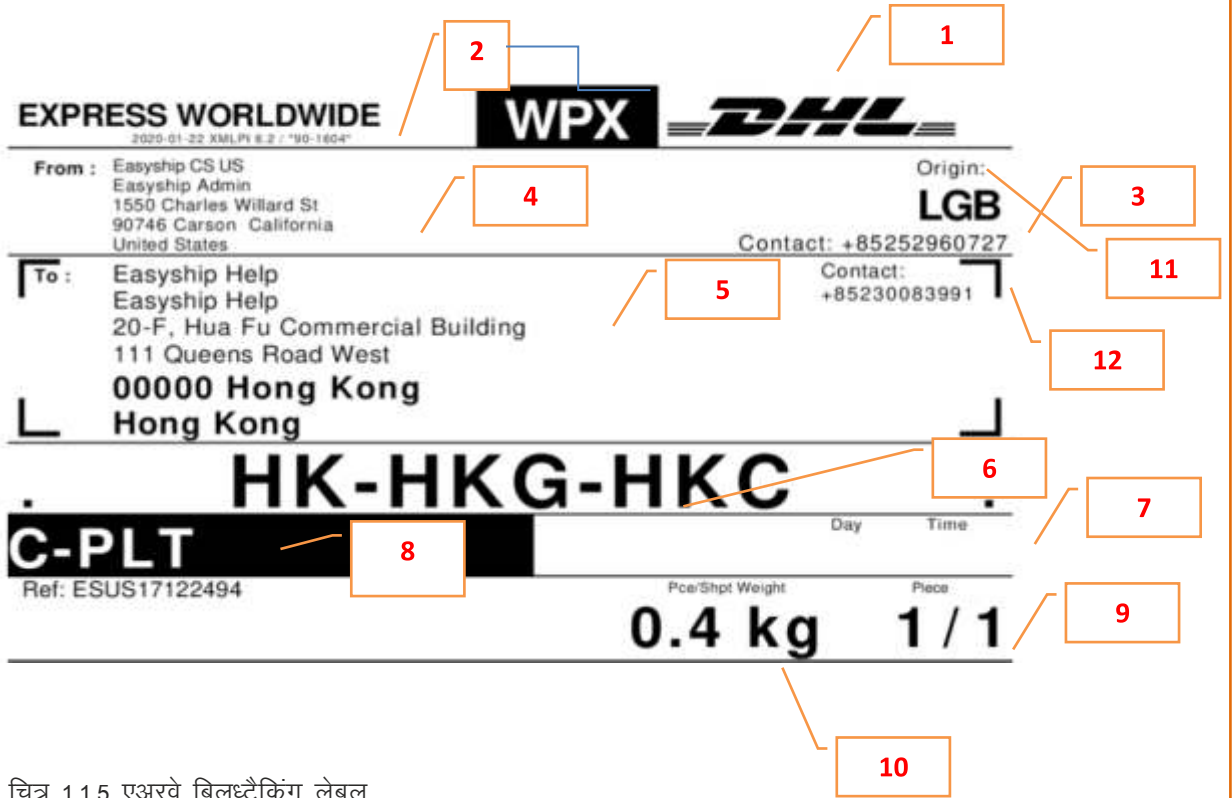 1
2
EXPRESS WORLDWIDE WPX DHL
2020-01-22 XMLPI 6.2 / "90-1604"
From : Easyship CS US
Easyship Admin
1550 Charles Willard St
90746 Carson California
United States
4
Origin:
LGB
3
Contact: +85252960727
11
To : Easyship Help
Easyship Help
20-F, Hua Fu Commercial Building
111 Queens Road West
00000 Hong Kong
Hong Kong
5
Contact:
+85230083991
12
. HK-HKG-HKC .
6
C-PLT
8
Day Time
7
Ref: ESUS17122494
Pce/Shpt Weight Piece
0.4 kg 1 / 1
9
10
चित्र 1.1.5 एअरवे बिलध्टैकिंग लेबल